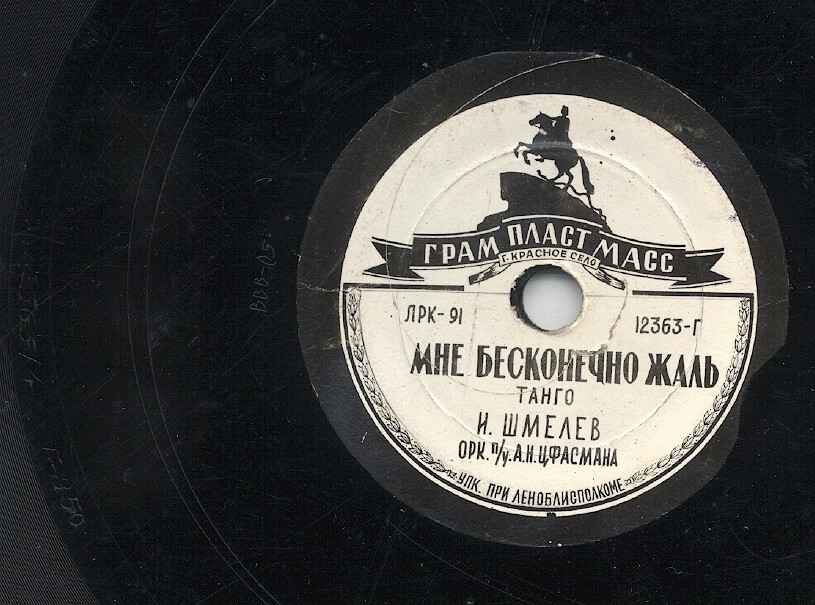 ГРАМ ПЛАСТ МАСС
Г. КРАСНОЕ СЕЛО
ЛРК-91
12363-Г
МНЕ БЕСКОНЕЧНО ЖАЛЬ
ТАНГО
И. ШМЕЛЕВ
ОРК. П/У. А.Н. ЦФАСМАНА
УПК. ПРИ ЛЕНОБЛИСПОЛКОМЕ